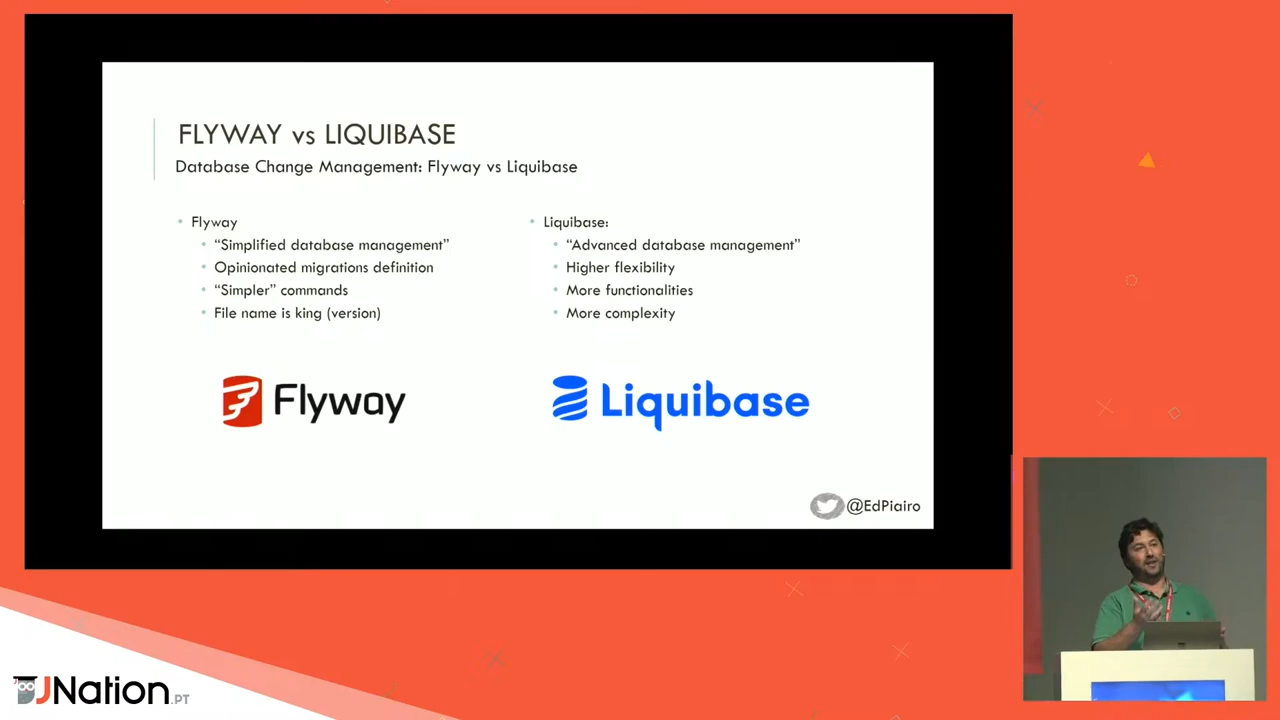 FLYWAY vs LIQUIBASE
Database Change Management: Flyway vs Liquibase
Flyway
“Simplified database management”
Opinionated migrations definition
“Simpler” commands
File name is king (version)
Liquibase:
“Advanced database management”
Higher flexibility
More functionalities
More complexity
Flyway
Liquibase
@EdPiairo
JNation.PT